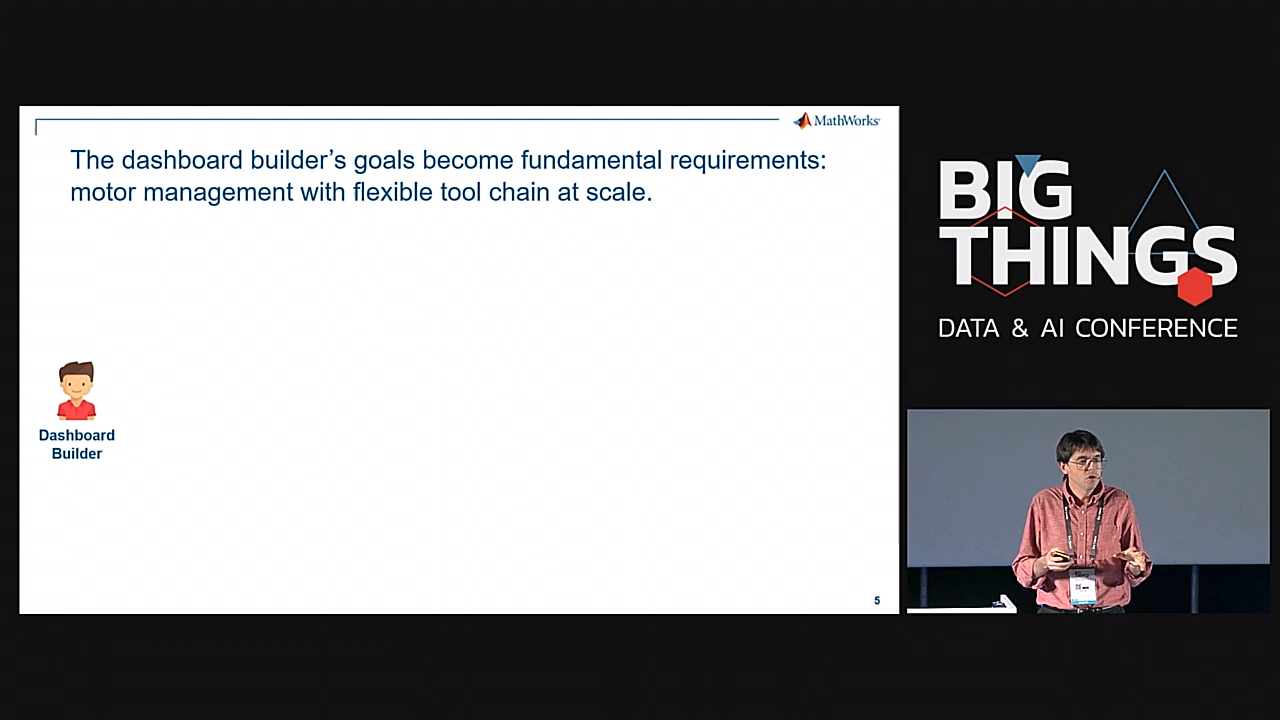 MathWorks®
The dashboard builder’s goals become fundamental requirements:
motor management with flexible tool chain at scale.
Dashboard
Builder
5
BIG
THINGS
DATA & AI CONFERENCE